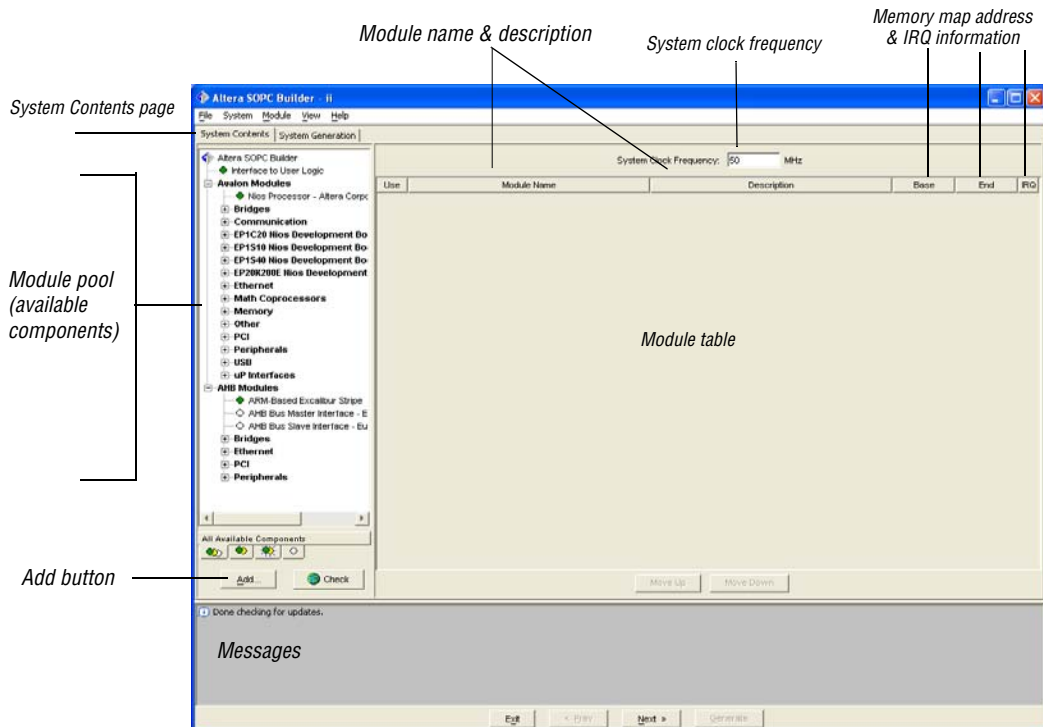 Module name & description
System clock frequency
Memory map address
& IRQ information
System Contents page
Altera SOPC Builder - ii
File System Module View Help
System Contents System Generation
Altera SOPC Builder
Interface to User Logic
Avalon Modules
Nios Processor - Altera Corpo
Bridges
Communication
EP1C20 Nios Development Bo
EP1S10 Nios Development Bo
EP1S40 Nios Development Bo
EP20K200E Nios Development
Ethernet
Math Coprocessors
Memory
Other
PCI
Peripherals
USB
uP Interfaces
AHB Modules
ARM-Based Excalibur Stripe
AHB Bus Master Interface - E
AHB Bus Slave Interface - Eu
Bridges
Ethernet
PCI
Peripherals
All Available Components
Add... Check
System Clock Frequency: 50 MHz
Use Module Name Description Base End IRQ
Module table
Move Up Move Down
Module pool
(available
components)
Add button
Done checking for updates.
Messages
Exit < Prev Next > Generate